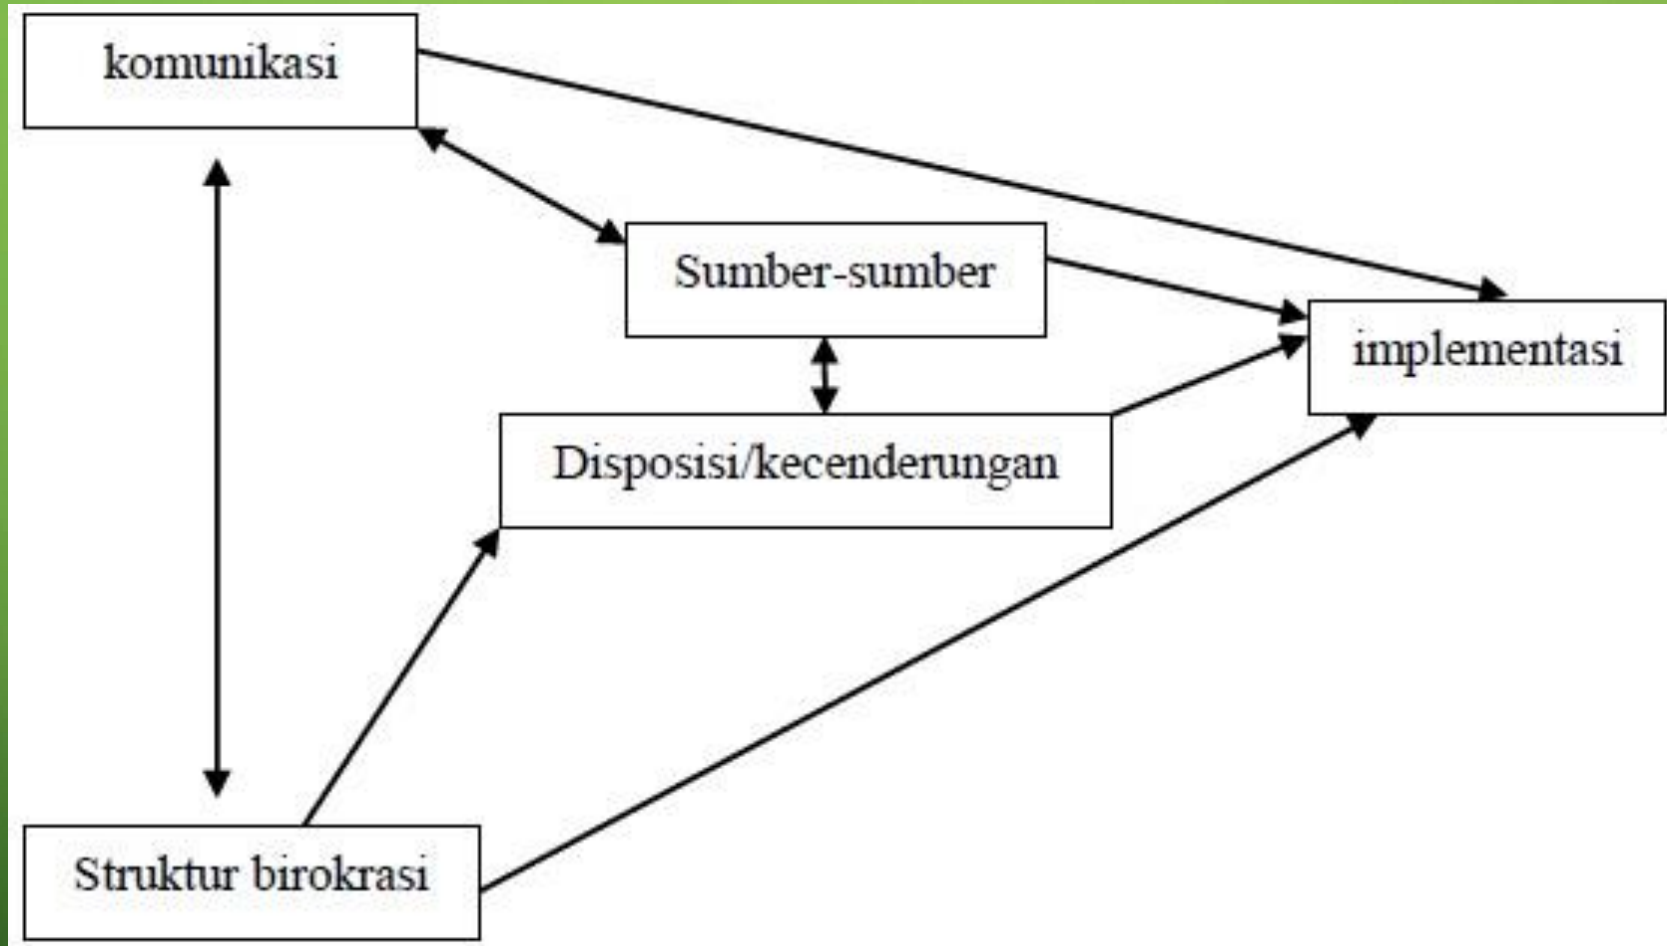 komunikasi
Sumber-sumber
implementasi
Disposisi/kecenderungan
Struktur birokrasi